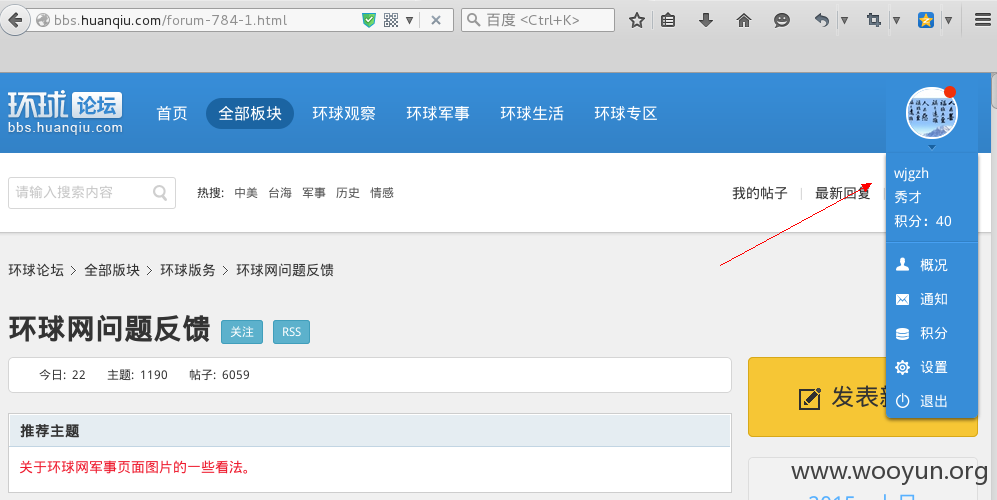 bbs.huanqiu.com/forum-784-1.html
百度 <Ctrl+K>
环球 论坛
bbs.huanqiu.com
首页 全部板块 环球观察 环球军事 环球生活 环球专区
请输入搜索内容
热搜: 中美 台海 军事 历史 情感
我的帖子 | 最新回复
wjgzh
秀才
积分: 40
概况
通知
积分
设置
退出
环球论坛 > 全部版块 > 环球版务 > 环球网问题反馈
环球网问题反馈 关注 RSS
今日: 22 主题: 1190 帖子: 6059
发表
推荐主题
关于环球网军事页面图片的一些看法。
www.wooyun.org